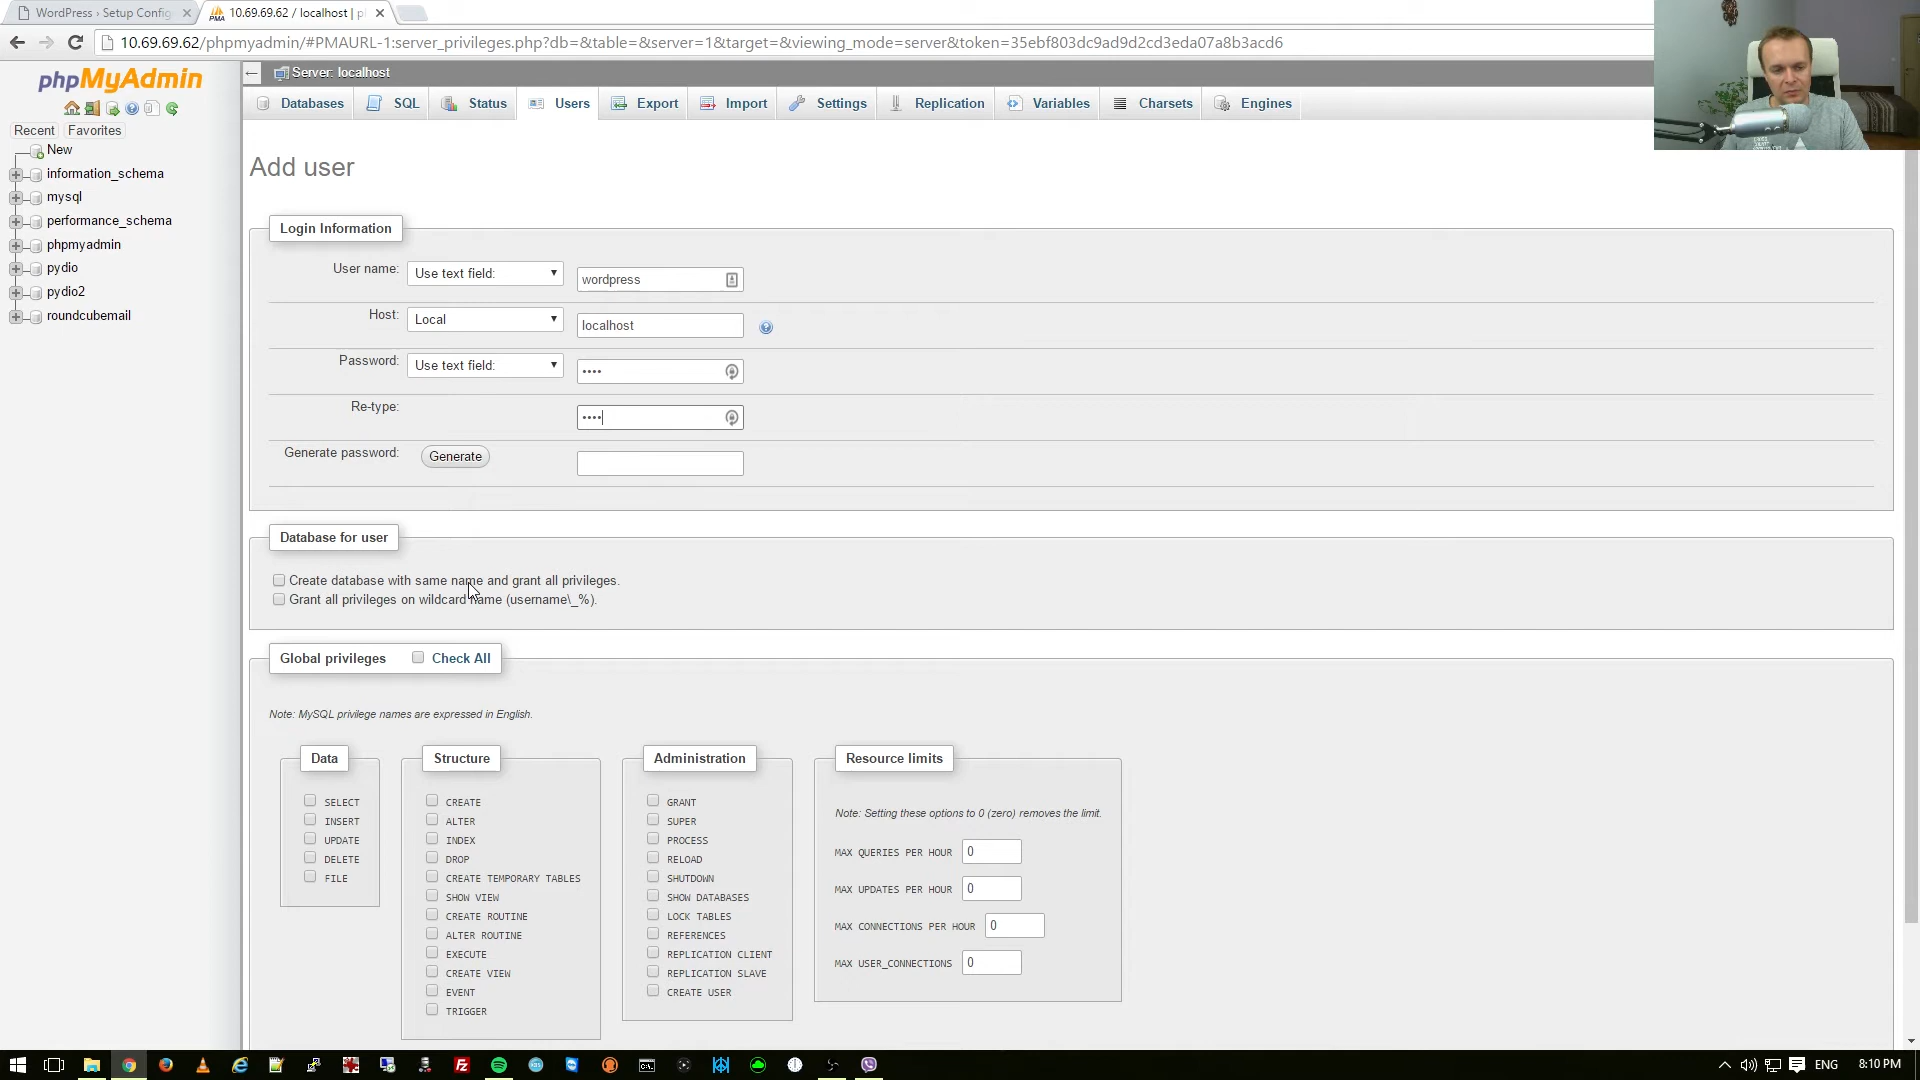 WordPress › Setup Config
10.69.69.62 / localhost | p
10.69.69.62/phpmyadmin/#PMAURL-1:server_privileges.php?db=&table=&server=1&target=&viewing_mode=server&token=35ebf803dc9ad9d2cd3eda07a8b3acd6
phpMyAdmin
Recent Favorites
New
information_schema
mysql
performance_schema
phpmyadmin
pydio
pydio2
roundcubemail
Server: localhost
Databases SQL Status Users Export Import Settings Replication Variables Charsets Engines
Add user
Login Information
User name: Use text field: wordpress
Host: Local localhost
Password: Use text field: ••••
Re-type: ••••
Generate password: Generate
Database for user
Create database with same name and grant all privileges.
Grant all privileges on wildcard name (username\_%).
Global privileges Check All
Note: MySQL privilege names are expressed in English.
Data
SELECT
INSERT
UPDATE
DELETE
FILE
Structure
CREATE
ALTER
INDEX
DROP
CREATE TEMPORARY TABLES
SHOW VIEW
CREATE ROUTINE
ALTER ROUTINE
EXECUTE
CREATE VIEW
EVENT
TRIGGER
Administration
GRANT
SUPER
PROCESS
RELOAD
SHUTDOWN
SHOW DATABASES
LOCK TABLES
REFERENCES
REPLICATION CLIENT
REPLICATION SLAVE
CREATE USER
Resource limits
Note: Setting these options to 0 (zero) removes the limit.
MAX QUERIES PER HOUR 0
MAX UPDATES PER HOUR 0
MAX CONNECTIONS PER HOUR 0
MAX USER_CONNECTIONS 0
ENG 8:10 PM